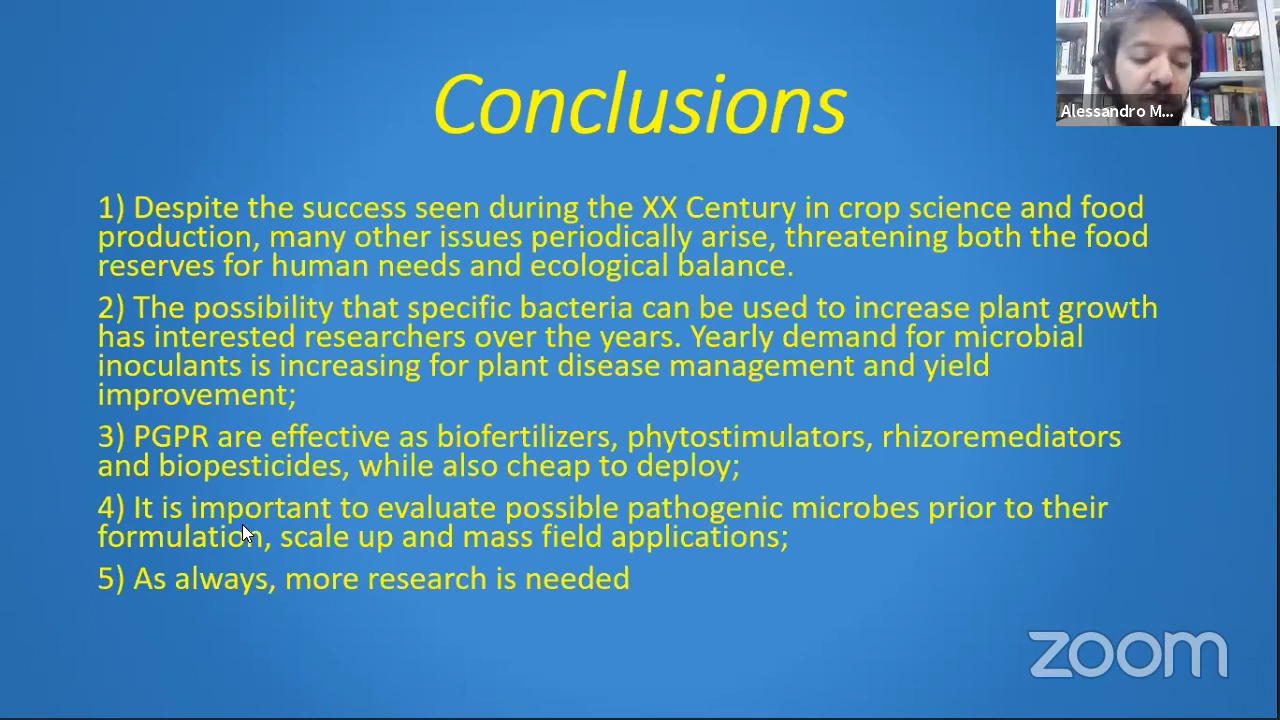 Conclusions
Alessandro M...
1) Despite the success seen during the XX Century in crop science and food
production, many other issues periodically arise, threatening both the food
reserves for human needs and ecological balance.
2) The possibility that specific bacteria can be used to increase plant growth
has interested researchers over the years. Yearly demand for microbial
inoculants is increasing for plant disease management and yield
improvement;
3) PGPR are effective as biofertilizers, phytostimulators, rhizoremediators
and biopesticides, while also cheap to deploy;
4) It is important to evaluate possible pathogenic microbes prior to their
formulation, scale up and mass field applications;
5) As always, more research is needed
zoom